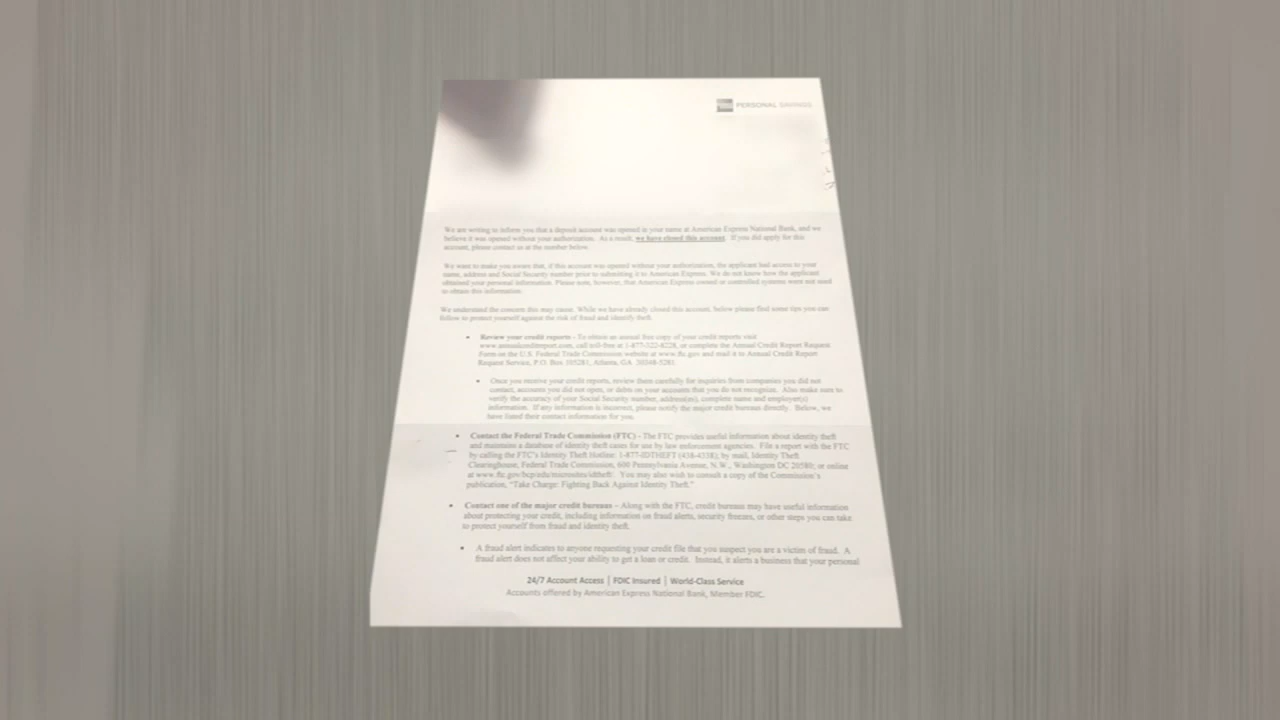 PERSONAL SAVINGS
We are writing to inform you that a deposit account was opened in your name at American Express National Bank, and we
believe it was opened without your authorization. As a result, we have closed this account. If you did apply for this
account, please contact us at the number below.
We want to make you aware that, if this account was opened without your authorization, the applicant had access to your
name, address and Social Security number prior to submitting it to American Express. We do not know how the applicant
obtained your personal information. Please note, however, that American Express owned or controlled systems were not used
to obtain this information.
We understand the concern this may cause. While we have already closed this account, below please find some tips you can
follow to protect yourself against the risk of fraud and identity theft.
• Review your credit reports - To obtain an annual free copy of your credit reports visit
www.annualcreditreport.com, call toll-free at 1-877-322-8228, or complete the Annual Credit Report Request
Form on the U.S. Federal Trade Commission website at www.ftc.gov and mail it to Annual Credit Report
Request Service, P.O. Box 105281, Atlanta, GA 30348-5281.
• Once you receive your credit reports, review them carefully for inquiries from companies you did not
contact, accounts you did not open, or debts on your accounts that you do not recognize. Also make sure to
verify the accuracy of your Social Security number, address(es), complete name and employer(s)
information. If any information is incorrect, please notify the major credit bureaus directly. Below, we
have listed their contact information for you.
• Contact the Federal Trade Commission (FTC) - The FTC provides useful information about identity theft
and maintains a database of identity theft cases for use by law enforcement agencies. File a report with the FTC
by calling the FTC's Identity Theft Hotline: 1-877-IDTHEFT (438-4338); by mail, Identity Theft
Clearinghouse, Federal Trade Commission, 600 Pennsylvania Avenue, N.W., Washington DC 20580; or online
at www.ftc.gov/bcp/edu/microsites/idtheft/. You may also wish to consult a copy of the Commission's
publication, "Take Charge: Fighting Back Against Identity Theft."
• Contact one of the major credit bureaus - Along with the FTC, credit bureaus may have useful information
about protecting your credit, including information on fraud alerts, security freezes, or other steps you can take
to protect yourself from fraud and identity theft.
• A fraud alert indicates to anyone requesting your credit file that you suspect you are a victim of fraud. A
fraud alert does not affect your ability to get a loan or credit. Instead, it alerts a business that your personal
24/7 Account Access | FDIC Insured | World-Class Service
Accounts offered by American Express National Bank, Member FDIC.